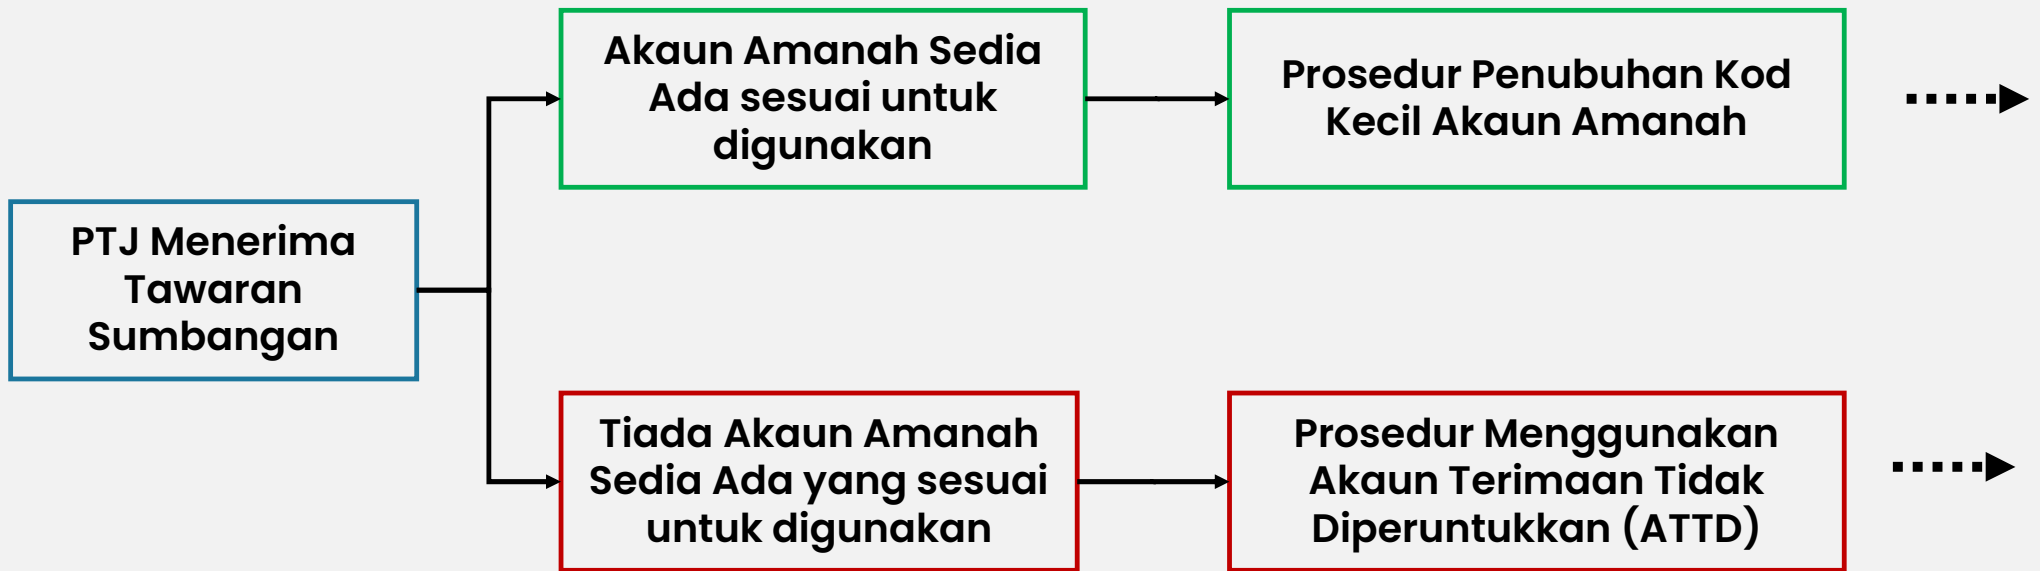 PTJ Menerima
Tawaran
Sumbangan
Akaun Amanah Sedia
Ada sesuai untuk
digunakan
Prosedur Penubuhan Kod
Kecil Akaun Amanah
Tiada Akaun Amanah
Sedia Ada yang sesuai
untuk digunakan
Prosedur Menggunakan
Akaun Terimaan Tidak
Diperuntukkan (ATTD)